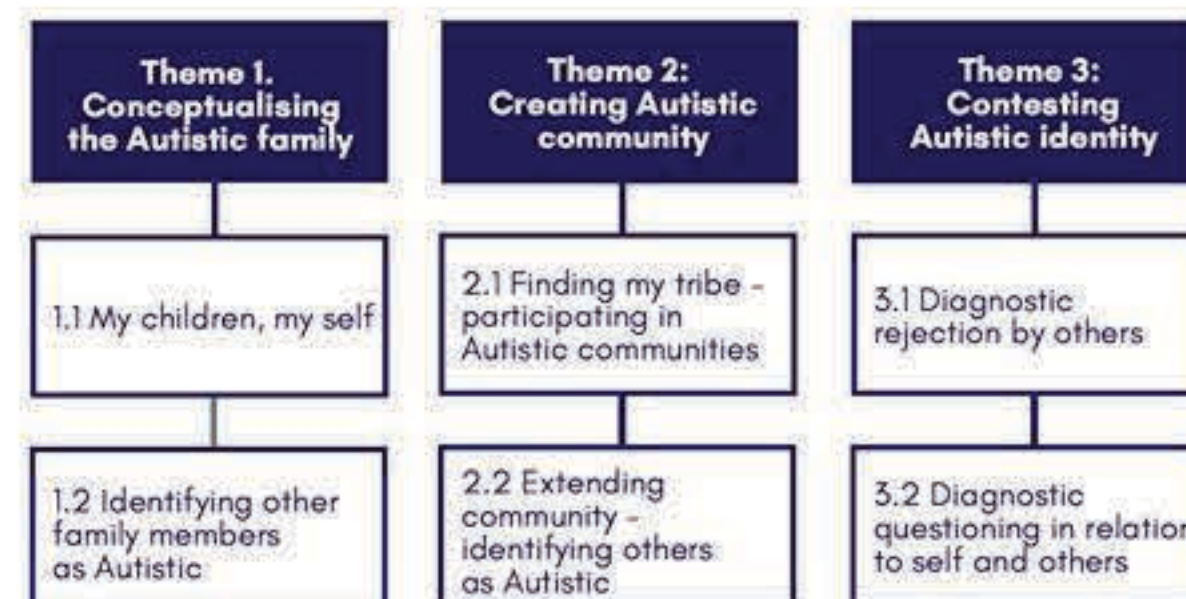 Theme 1.
Conceptualising
the Autistic family
1.1 My children, my self
1.2 Identifying other
family members
as Autistic
Theme 2:
Creating Autistic
community
2.1 Finding my tribe -
participating in
Autistic communities
2.2 Extending
community -
identifying others
as Autistic
Theme 3:
Contesting
Autistic identity
3.1 Diagnostic
rejection by others
3.2 Diagnostic
questioning in relation
to self and others